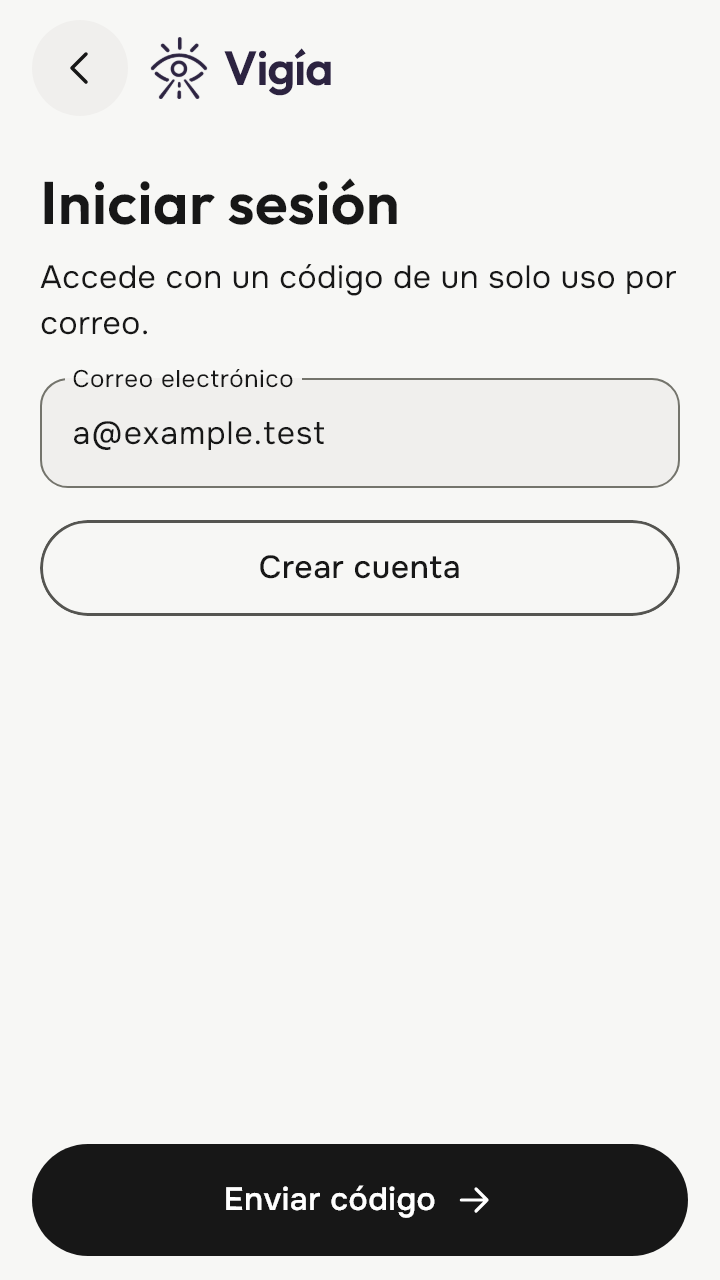 Vigía
Iniciar sesión
Accede con un código de un solo uso por
correo.
Correo electrónico
a@example.test
Crear cuenta
Enviar código